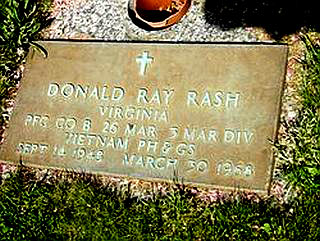 DONALD RAY RASH
VIRGINIA
PFC CO B 26 MAR 5 MAR DIV
VIETNAM PH & GS
SEPT 14 1948 MARCH 30 1968